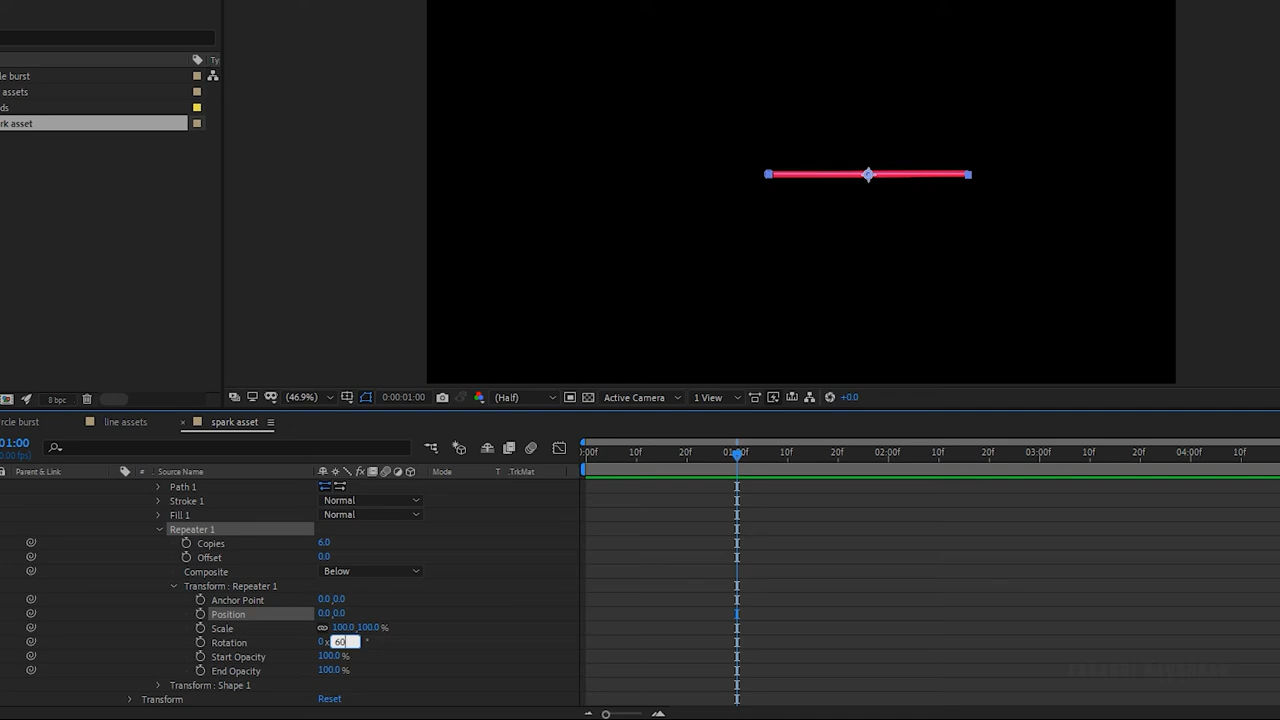 Ty
le burst
assets
ds
rk asset
8 bpc
(46.9%)
0:00:01:00
(Half)
Active Camera
1 View
+0.0
rcle burst
line assets
spark asset
01:00
0.00 fps)
:00f
10f
20f
01:00f
10f
20f
02:00f
10f
20f
03:00f
10f
20f
04:00f
10f
Parent & Link
#
Source Name
fx
Mode
T .TrkMat
Path 1
Stroke 1
Normal
Fill 1
Normal
Repeater 1
Copies
6.0
Offset
0.0
Composite
Below
Transform : Repeater 1
Anchor Point
0.0,0.0
Position
0.0,0.0
Scale
100.0,100.0 %
Rotation
0 x 60 °
Start Opacity
100.0 %
End Opacity
100.0 %
Transform : Shape 1
Transform
Reset